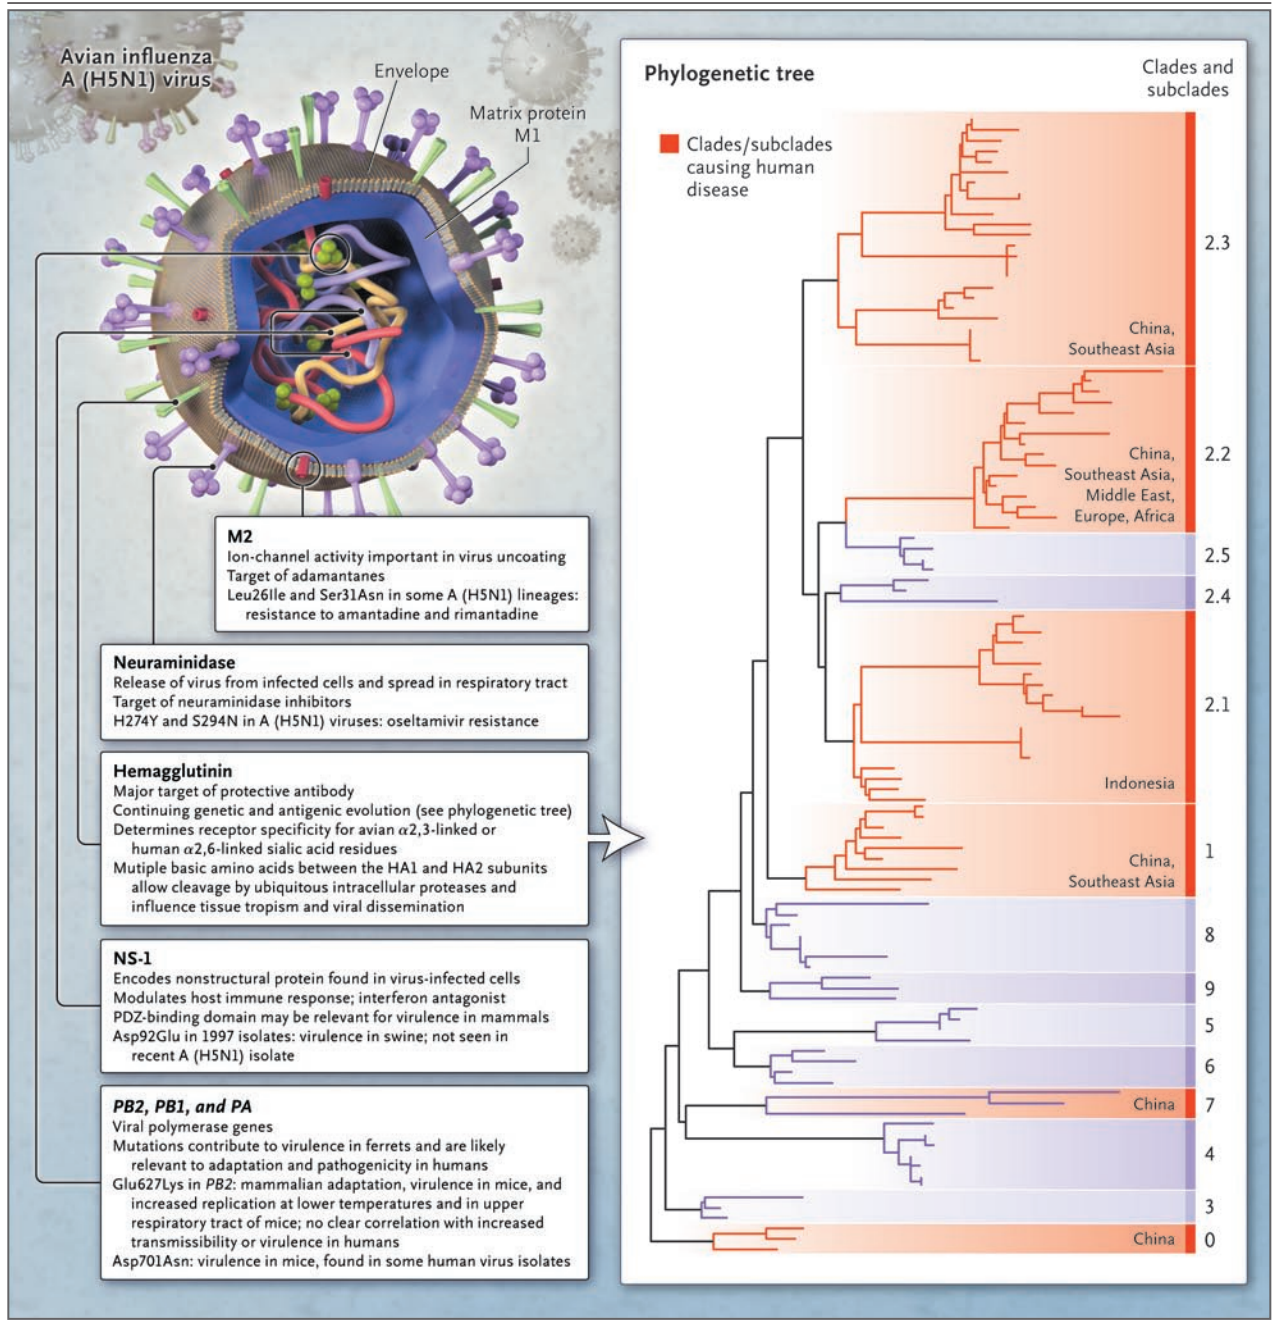 Avian influenza
A (H5N1) virus
Envelope
Matrix protein
M1
M2
Ion-channel activity important in virus uncoating
Target of adamantanes
Leu26Ile and Ser31Asn in some A (H5N1) lineages:
resistance to amantadine and rimantadine
Neuraminidase
Release of virus from infected cells and spread in respiratory tract
Target of neuraminidase inhibitors
H274Y and S294N in A (H5N1) viruses: oseltamivir resistance
Hemagglutinin
Major target of protective antibody
Continuing genetic and antigenic evolution (see phylogenetic tree)
Determines receptor specificity for avian α2,3-linked or
human α2,6-linked sialic acid residues
Mutiple basic amino acids between the HA1 and HA2 subunits
allow cleavage by ubiquitous intracellular proteases and
influence tissue tropism and viral dissemination
NS-1
Encodes nonstructural protein found in virus-infected cells
Modulates host immune response; interferon antagonist
PDZ-binding domain may be relevant for virulence in mammals
Asp92Glu in 1997 isolates: virulence in swine; not seen in
recent A (H5N1) isolate
PB2, PB1, and PA
Viral polymerase genes
Mutations contribute to virulence in ferrets and are likely
relevant to adaptation and pathogenicity in humans
Glu627Lys in PB2: mammalian adaptation, virulence in mice, and
increased replication at lower temperatures and in upper
respiratory tract of mice; no clear correlation with increased
transmissibility or virulence in humans
Asp701Asn: virulence in mice, found in some human virus isolates
Phylogenetic tree
Clades and
subclades
Clades/subclades
causing human
disease
2.3
China,
Southeast Asia
2.2
China,
Southeast Asia,
Middle East,
Europe, Africa
2.5
2.4
2.1
Indonesia
1
China,
Southeast Asia
8
9
5
6
China
7
4
3
China
0